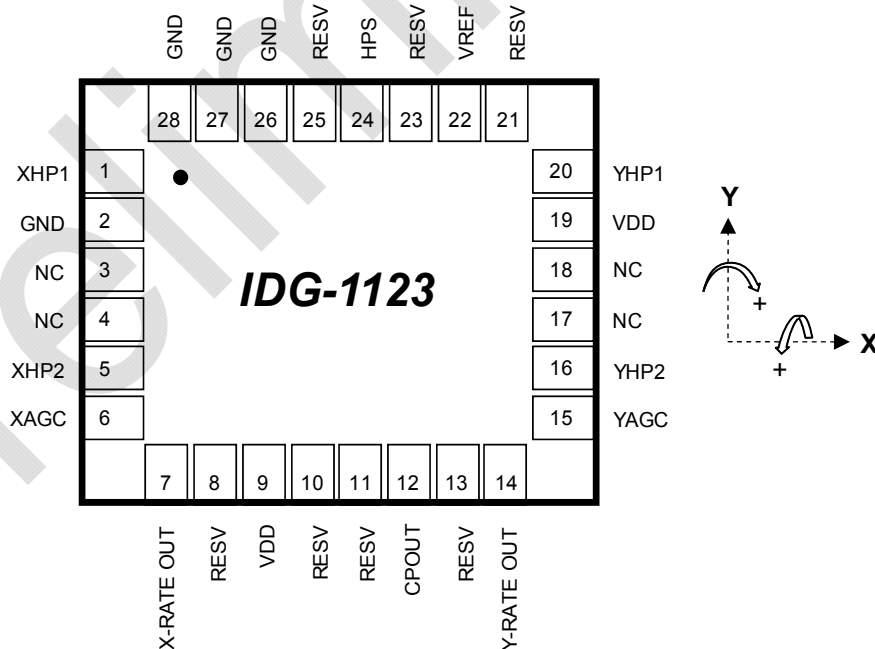 GND GND GND RESV HPS RESV VREF RESV
28 27 26 25 24 23 22 21
XHP1 1 20 YHP1
GND 2 19 VDD
NC 3 18 NC
NC 4 17 NC
XHP2 5 16 YHP2
XAGC 6 15 YAGC
IDG-1123
7 8 9 10 11 12 13 14
X-RATE OUT RESV VDD RESV RESV CPOUT RESV Y-RATE OUT
Y
+
X
+